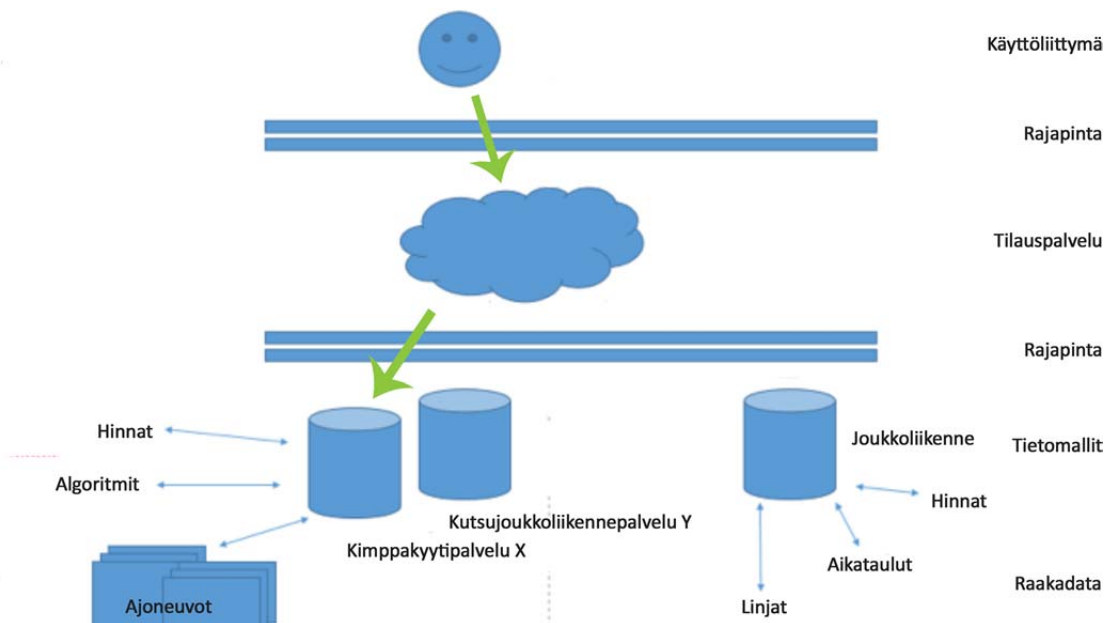 Käyttöliittymä
Rajapinta
Tilauspalvelu
Rajapinta
Hinnat
Joukkoliikenne
Tietomallit
Algoritmit
Hinnat
Kutsujoukkoliikennepalvelu Y
Kimppakyytipalvelu X
Aikataulut
Raakadata
Ajoneuvot
Linjat